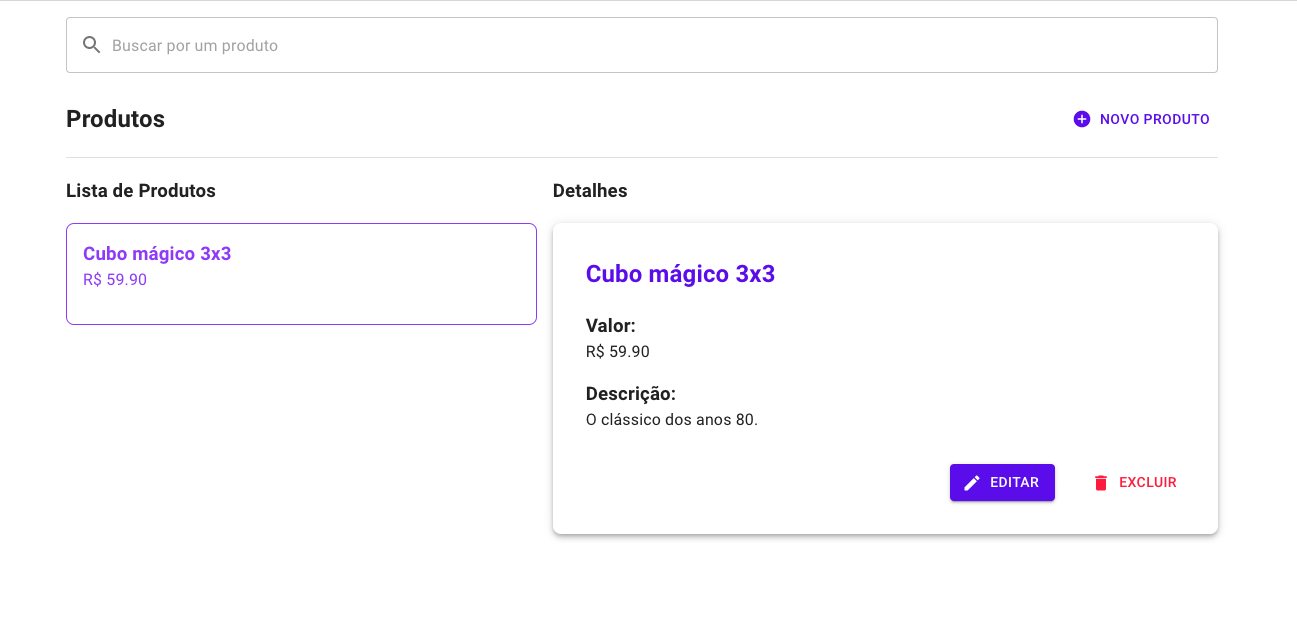 Buscar por um produto
Produtos
NOVO PRODUTO
Lista de Produtos
Cubo mágico 3x3
R$ 59.90
Detalhes
Cubo mágico 3x3
Valor:
R$ 59.90
Descrição:
O clássico dos anos 80.
EDITAR
EXCLUIR